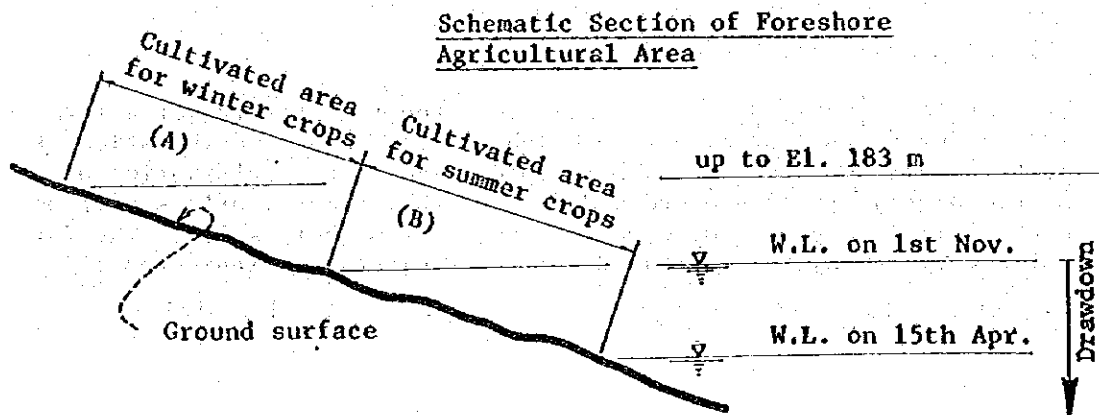 Schematic Section of Foreshore
Agricultural Area
Cultivated area
for winter crops
(A)
Cultivated area
for summer crops
(B)
up to El. 183 m
W.L. on 1st Nov.
W.L. on 15th Apr.
Drawdown
Ground surface